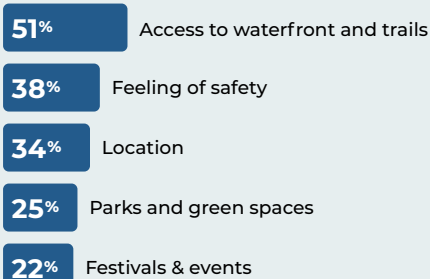 51% Access to waterfront and trails
38% Feeling of safety
34% Location
25% Parks and green spaces
22% Festivals & events